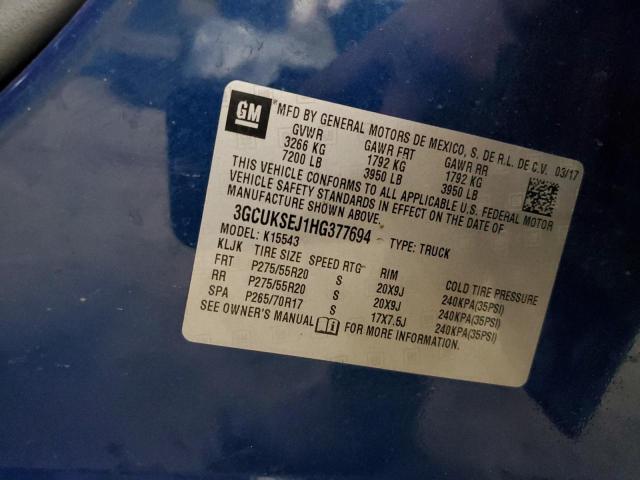 GM *MFD BY GENERAL MOTORS DE MEXICO, S. DE R.L. DE C.V. 03/17
GVWR GAWR FRT GAWR RR
3266 KG 1792 KG 1792 KG
7200 LB 3950 LB 3950 LB
THIS VEHICLE CONFORMS TO ALL APPLICABLE U.S. FEDERAL MOTOR
VEHICLE SAFETY STANDARDS IN EFFECT ON THE DATE OF
MANUFACTURE SHOWN ABOVE.
3GCUKSEJ1HG377694 TYPE: TRUCK
MODEL: K15543
KLJK TIRE SIZE SPEED RTG RIM COLD TIRE PRESSURE
FRT P275/55R20 S 20X9J 240KPA(35PSI)
RR P275/55R20 S 20X9J 240KPA(35PSI)
SPA P265/70R17 S 17X7.5J 240KPA(35PSI)
SEE OWNER'S MANUAL FOR MORE INFORMATION.